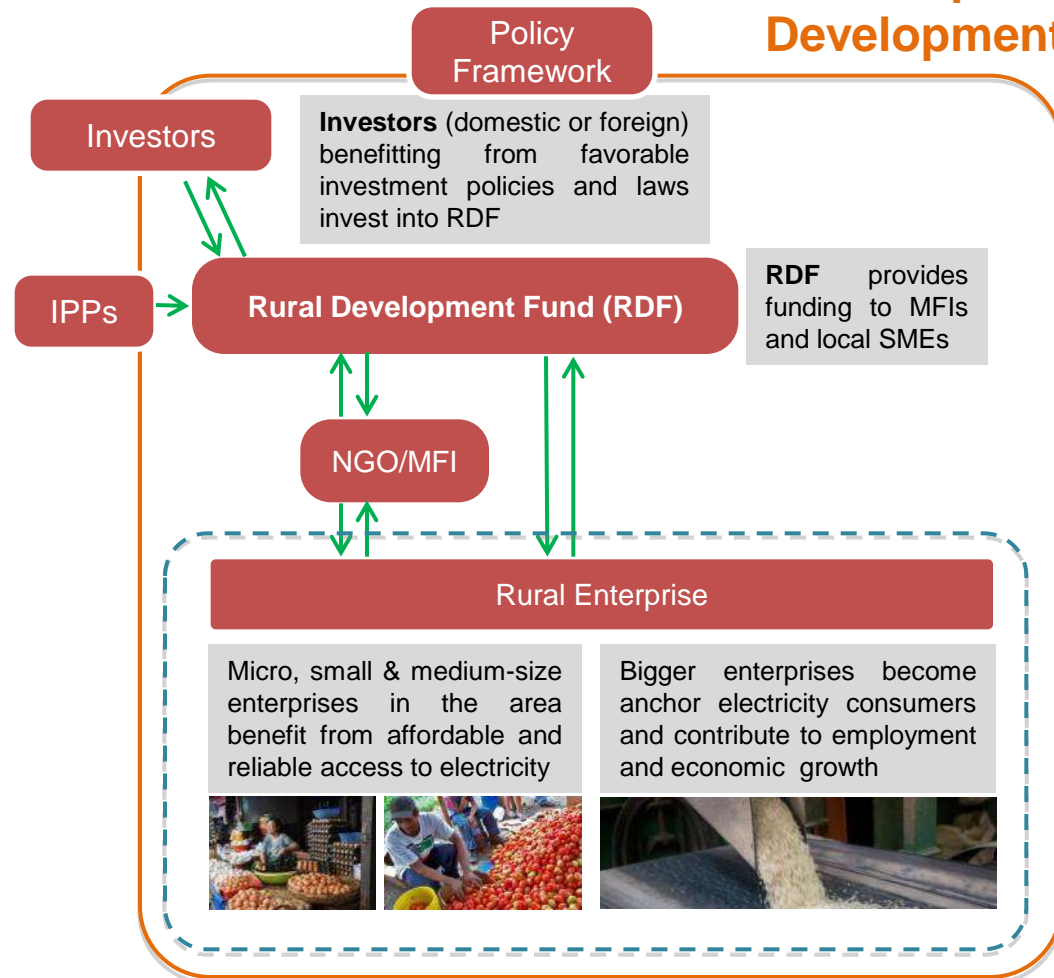 Development
Policy
Framework
Investors
Investors (domestic or foreign)
benefitting from favorable
investment policies and laws
invest into RDF
IPPs
Rural Development Fund (RDF)
RDF provides
funding to MFIs
and local SMEs
NGO/MFI
Rural Enterprise
Micro, small & medium-size
enterprises in the area
benefit from affordable and
reliable access to electricity
Bigger enterprises become
anchor electricity consumers
and contribute to employment
and economic growth